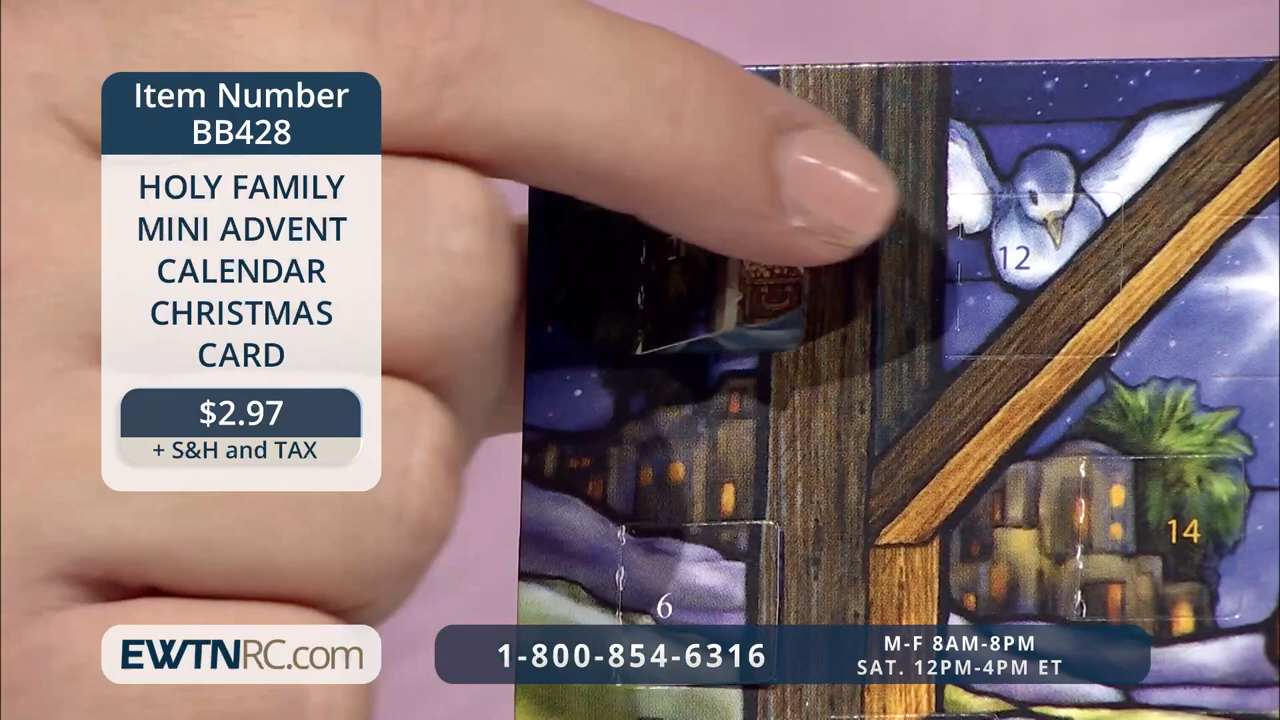 Item Number
BB428
HOLY FAMILY
MINI ADVENT
CALENDAR
CHRISTMAS
CARD
$2.97
+ S&H and TAX
12
14
6
EWTNRC.com
1-800-854-6316
M-F 8AM-8PM
SAT. 12PM-4PM ET